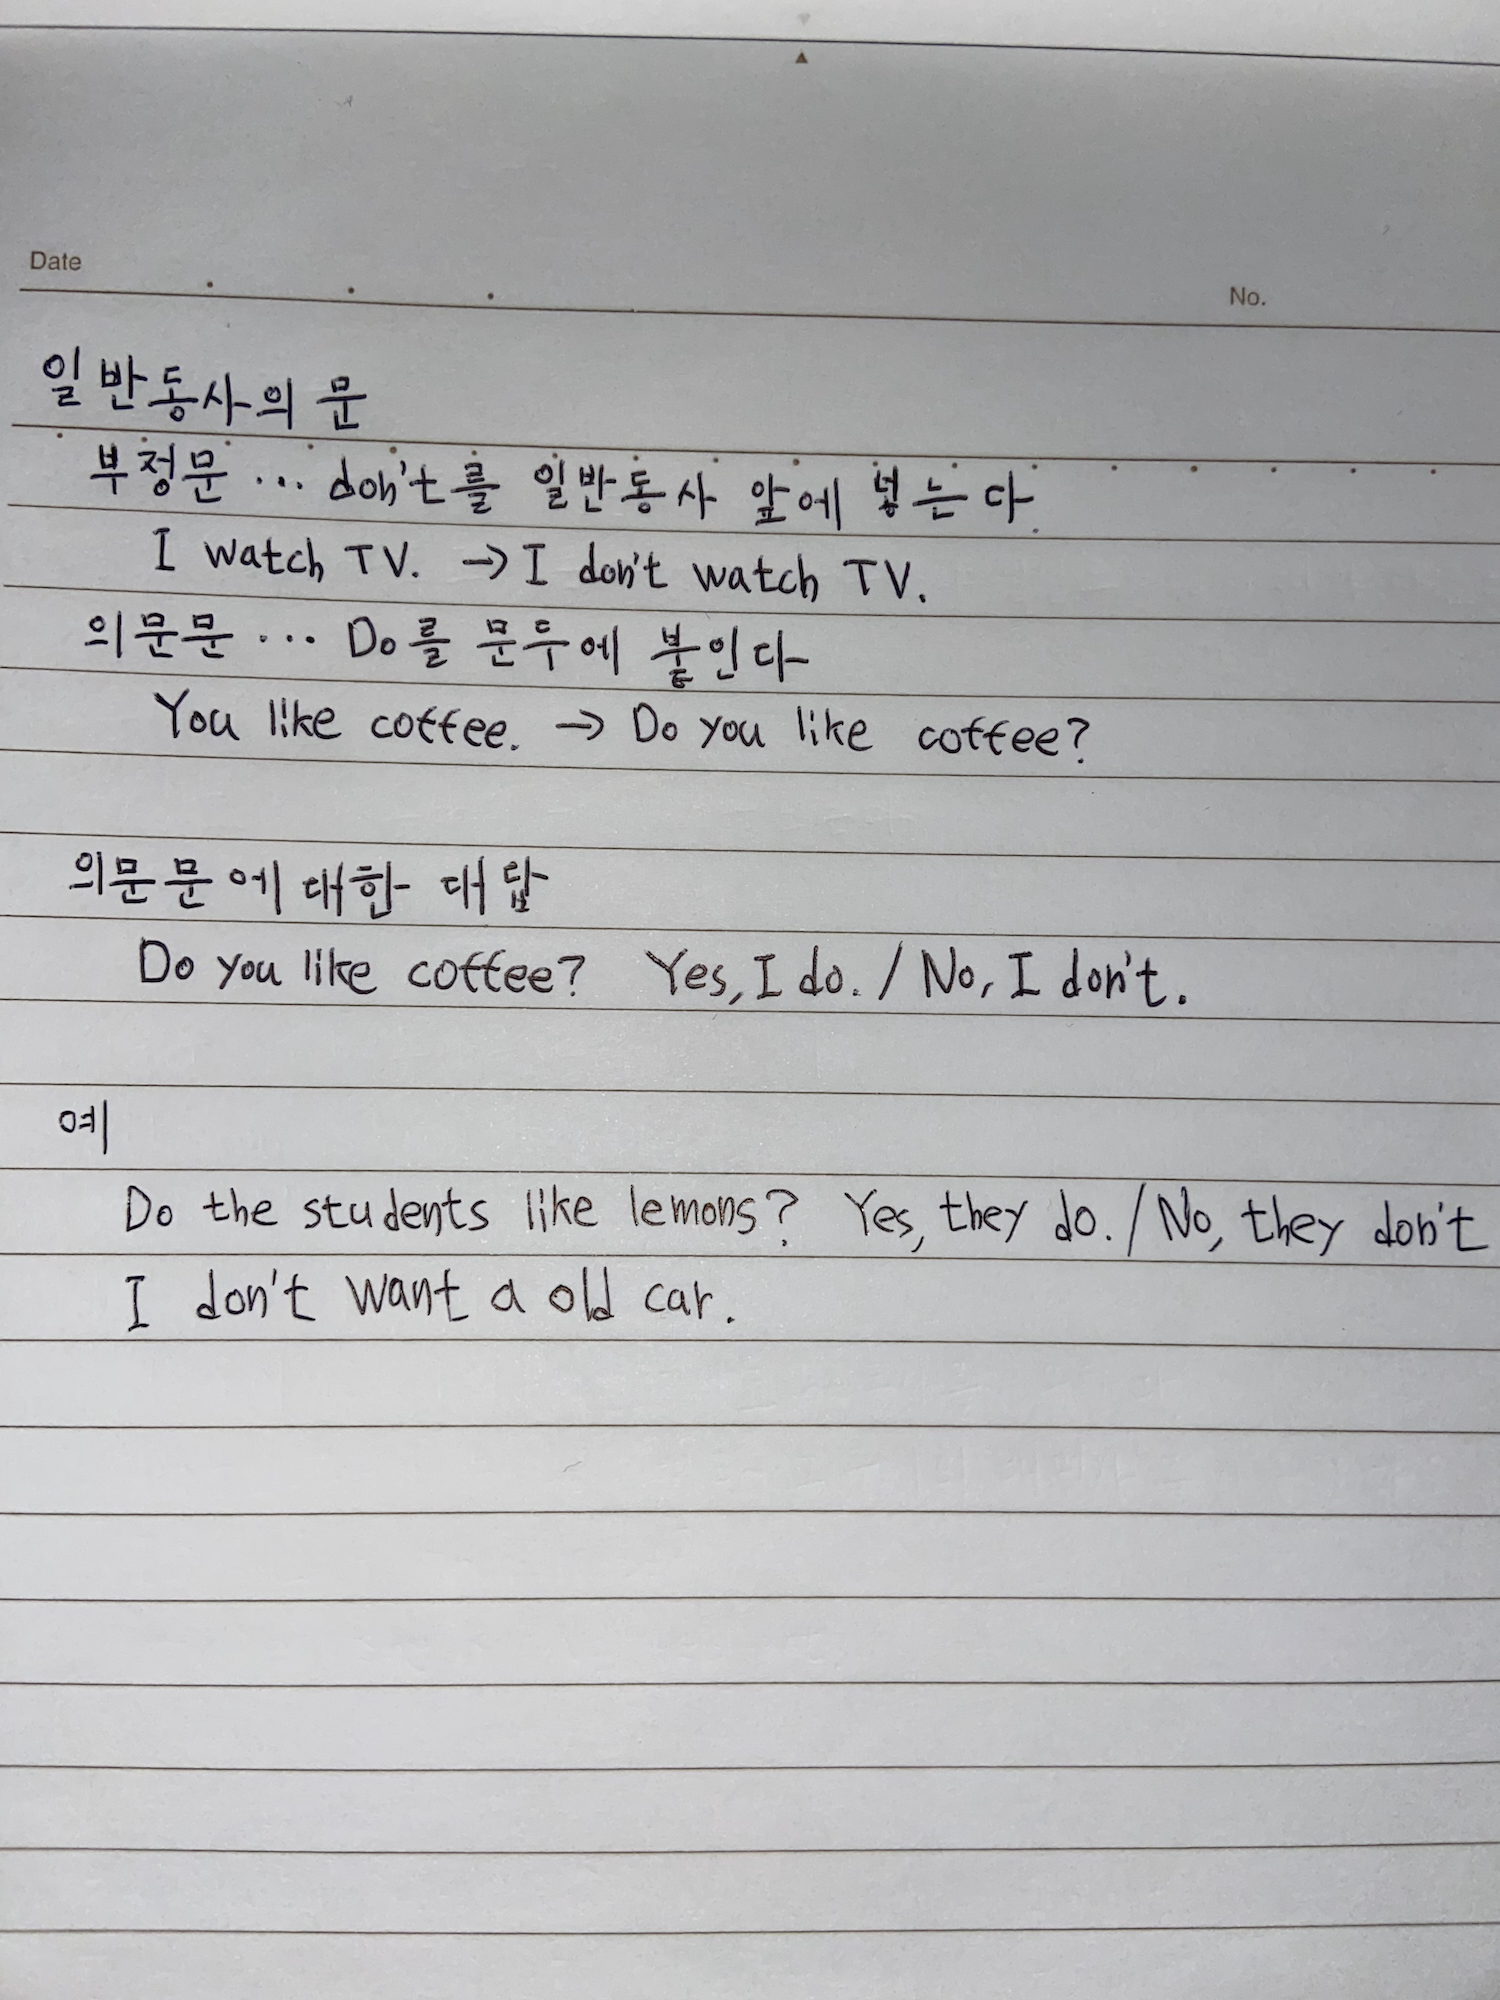 Date
No.
일반동사의 문
부정문 ... don't를 일반동사 앞에 넣는다.
I watch TV. → I don't watch TV.
의문문 ... Do를 문두에 붙인다
You like coffee. → Do you like coffee?
의문문에 대한 대답
Do you like coffee? Yes, I do. / No, I don't.
예
Do the students like lemons? Yes, they do. / No, they don't
I don't want a old car.